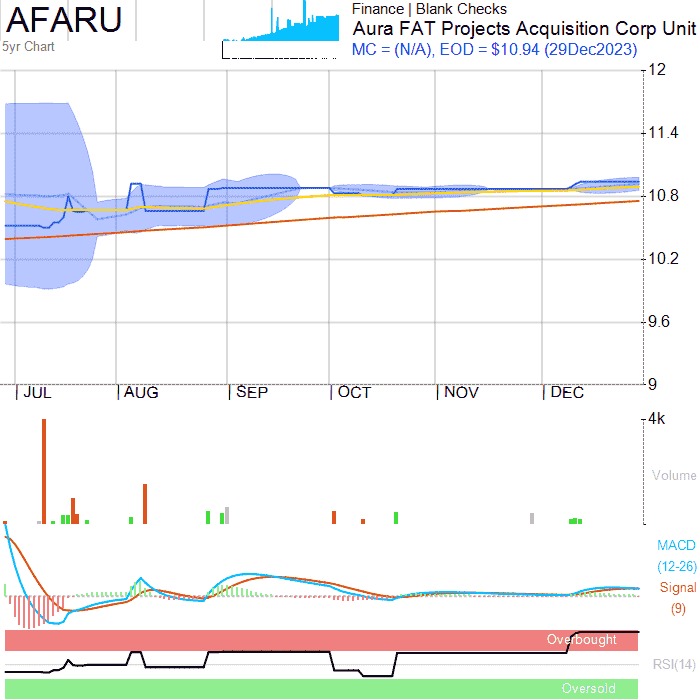 AFARU
5yr Chart
Finance | Blank Checks
Aura FAT Projects Acquisition Corp Unit
MC = (N/A), EOD = $10.94 (29Dec2023)
12
11.4
10.8
10.2
9.6
9
JUL AUG SEP OCT NOV DEC
4k
Volume
MACD
(12-26)
Signal
(9)
Overbought
RSI(14)
Oversold